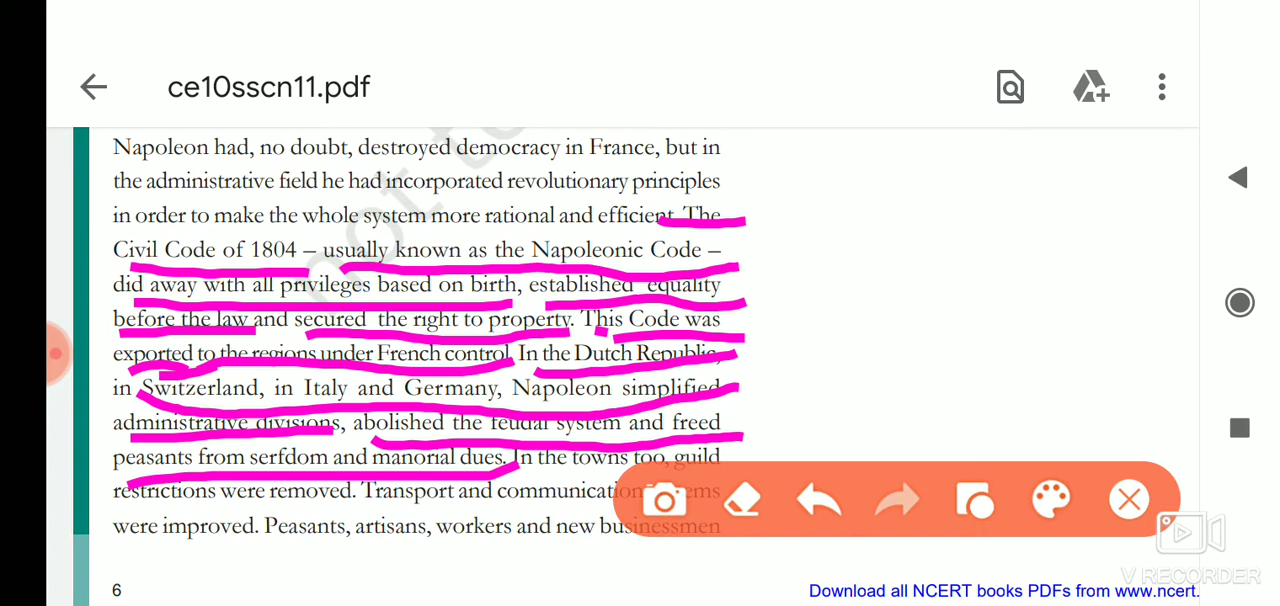 ce10sscn11.pdf
Napoleon had, no doubt, destroyed democracy in France, but in
the administrative field he had incorporated revolutionary principles
in order to make the whole system more rational and efficient. The
Civil Code of 1804 – usually known as the Napoleonic Code –
did away with all privileges based on birth, established equality
before the law and secured the right to property. This Code was
exported to the regions under French control. In the Dutch Republic,
in Switzerland, in Italy and Germany, Napoleon simplified
administrative divisions, abolished the feudal system and freed
peasants from serfdom and manorial dues. In the towns too, guild
restrictions were removed. Transport and communication
were improved. Peasants, artisans, workers and new businessmen
6
Download all NCERT books PDFs from www.ncert.
V RECORDER